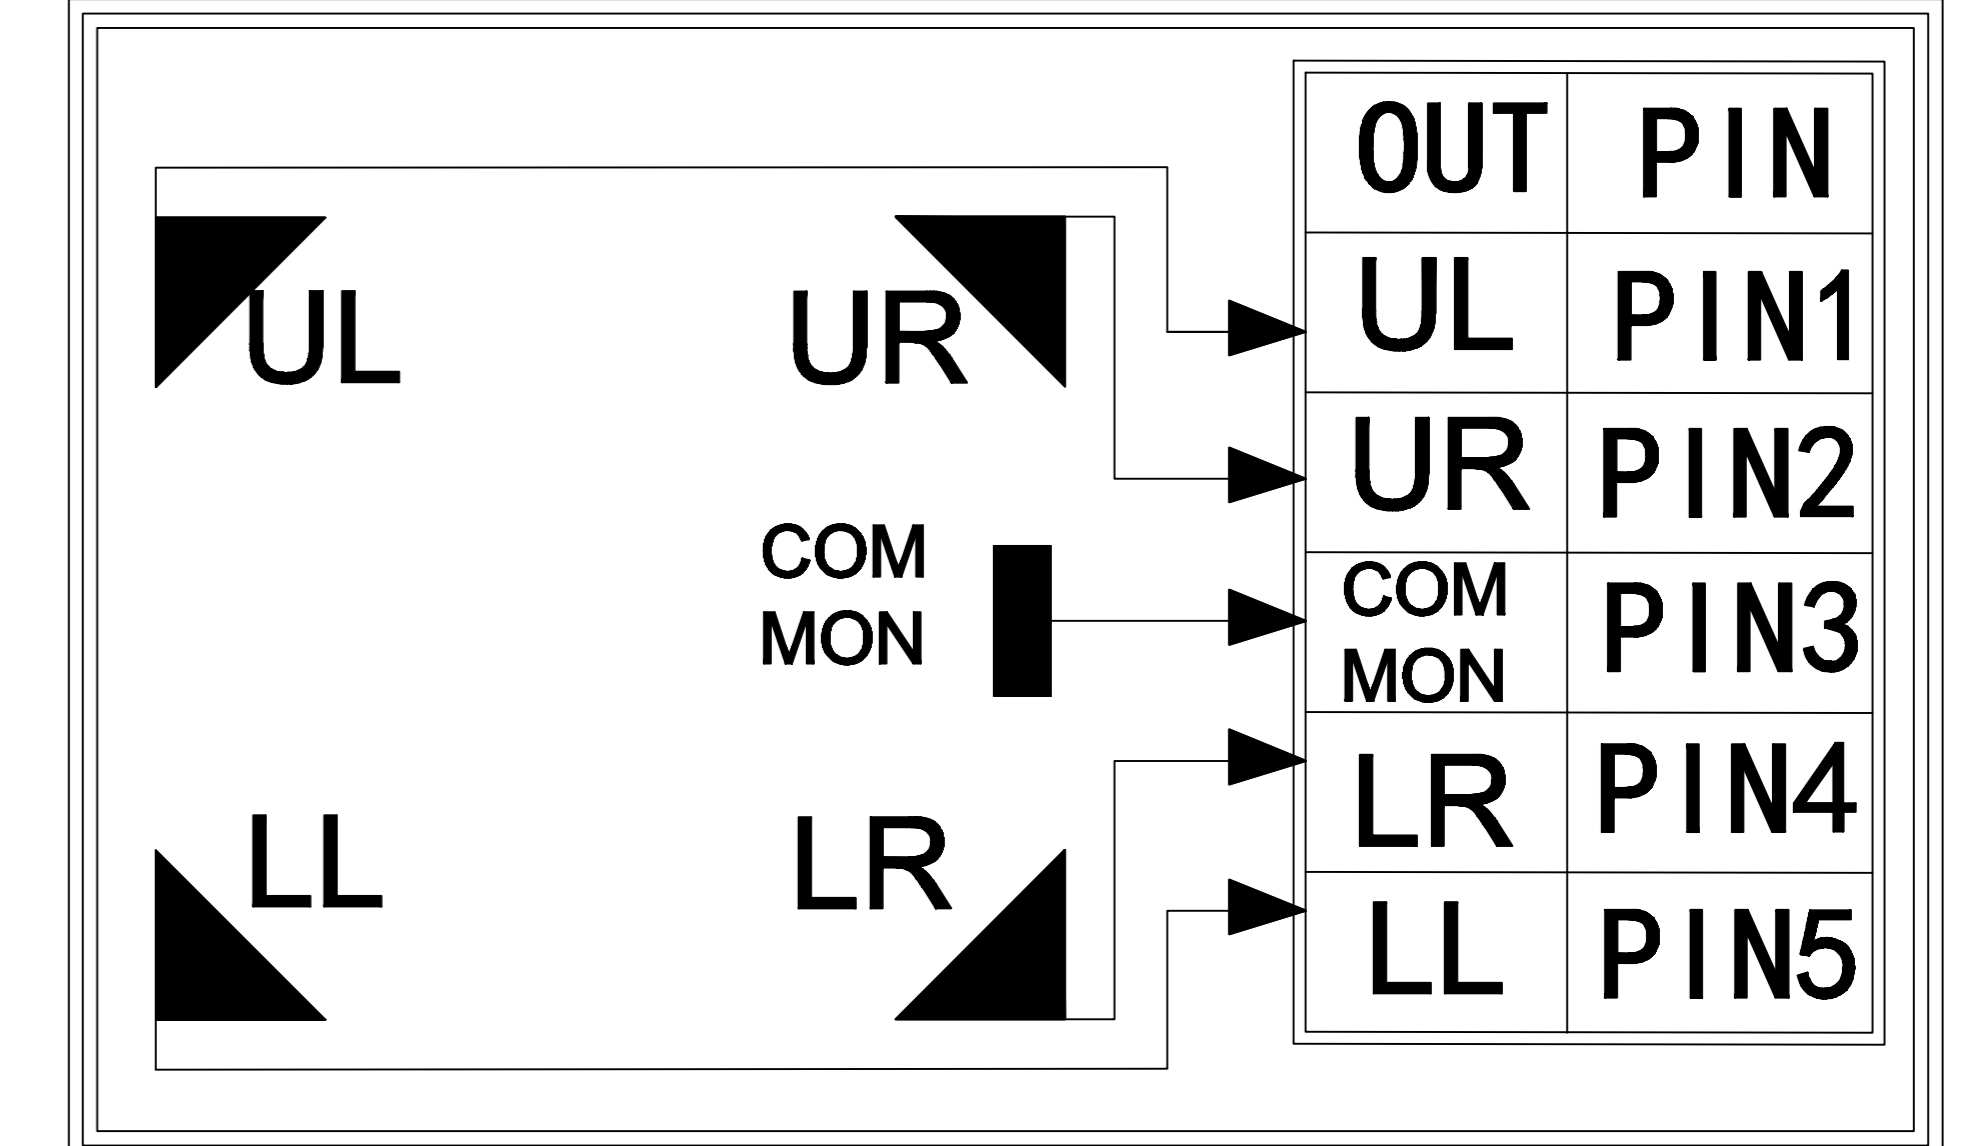 UL
UR
COM
MON
LL
LR
OUT PIN
UL PIN1
UR PIN2
COM
MON PIN3
LR PIN4
LL PIN5